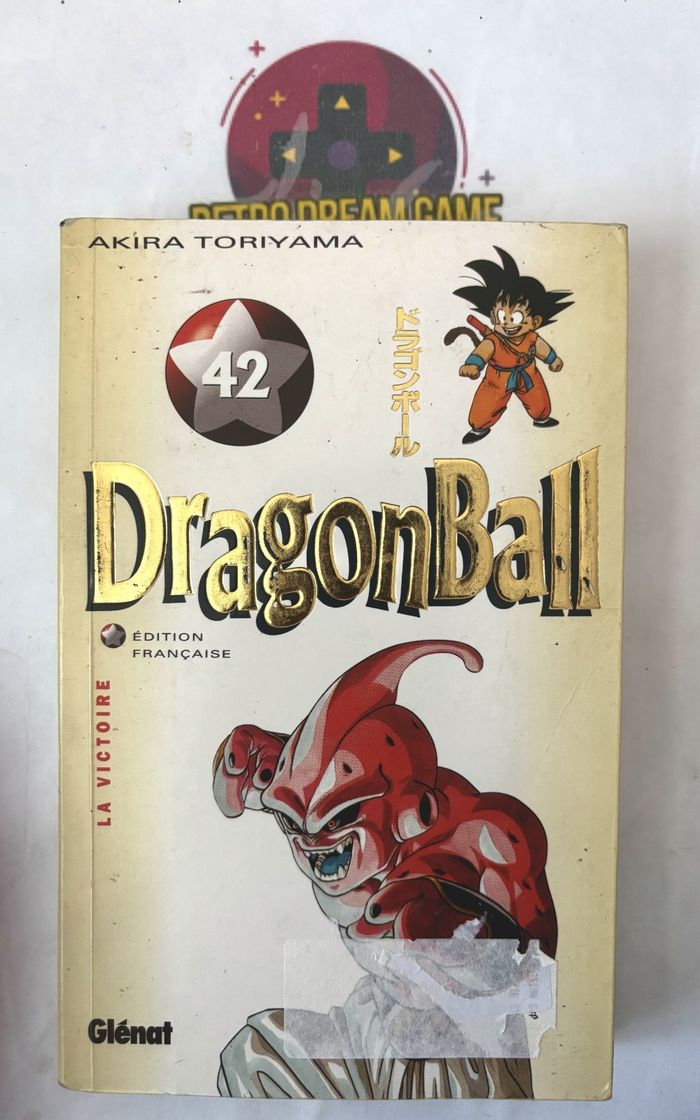 RETRO DREAM GAME
AKIRA TORIYAMA
42
ドラゴンボール
DragonBall
ÉDITION
FRANÇAISE
LA VICTOIRE
Glénat